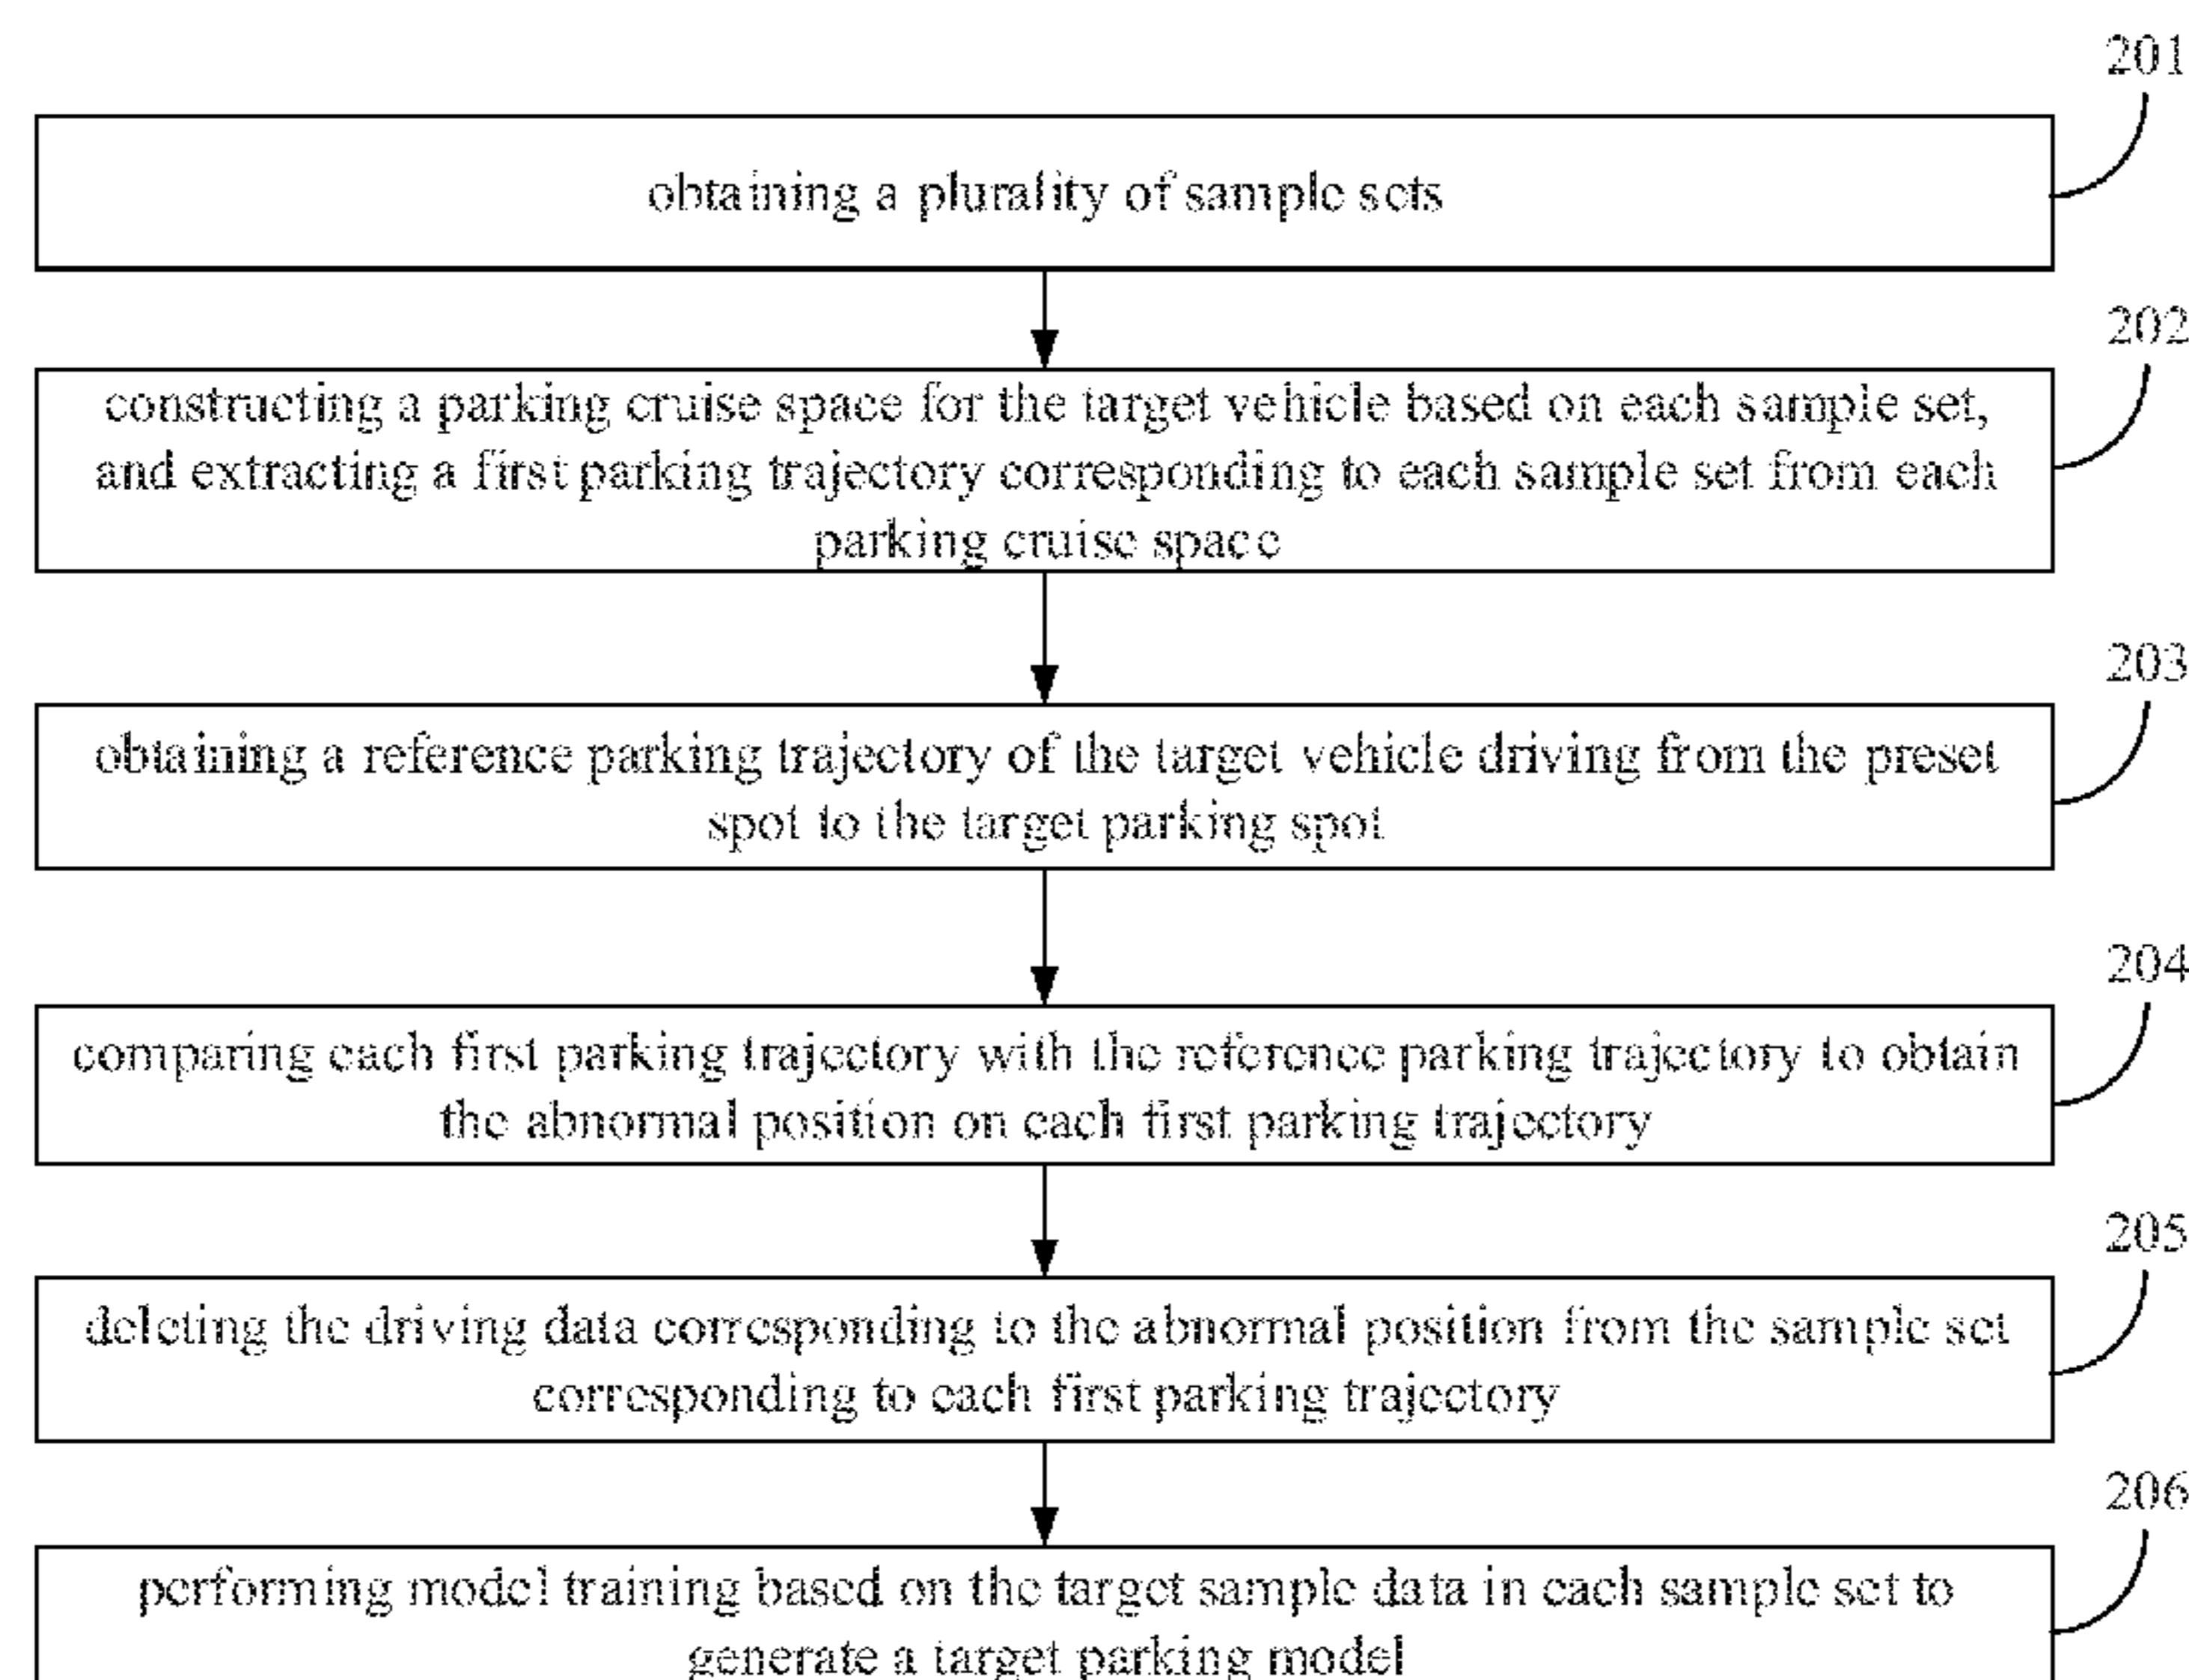 201
obtaining a plurality of sample sets
202
constructing a parking cruise space for the target vehicle based on each sample set,
and extracting a first parking trajectory corresponding to each sample set from each
parking cruise space
203
obtaining a reference parking trajectory of the target vehicle driving from the preset
spot to the target parking spot
204
comparing each first parking trajectory with the reference parking trajectory to obtain
the abnormal position on each first parking trajectory
205
deleting the driving data corresponding to the abnormal position from the sample set
corresponding to each first parking trajectory
206
performing model training based on the target sample data in each sample set to
generate a target parking model